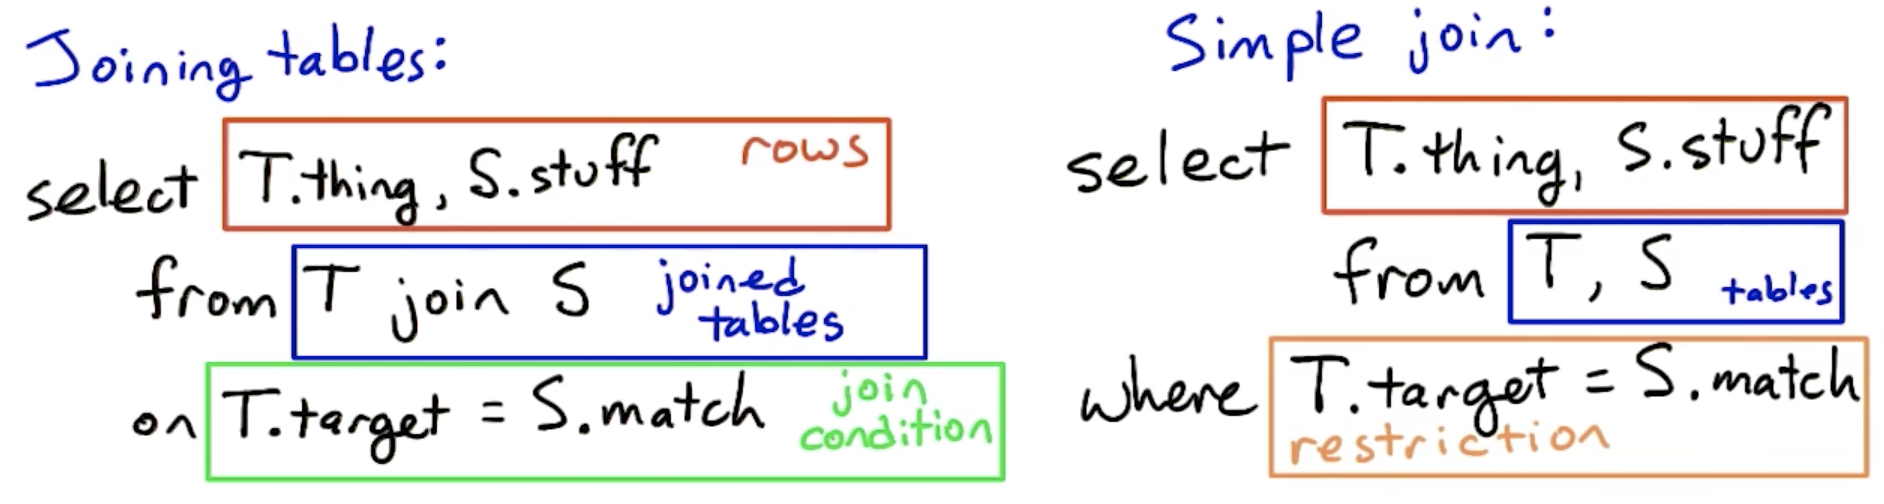 Joining tables:
select T.thing, S.stuff rows
from T join S joined
tables
on T.target = S.match join
condition
Simple join:
select T.thing, S.stuff
from T, S tables
where T.target = S.match
restriction